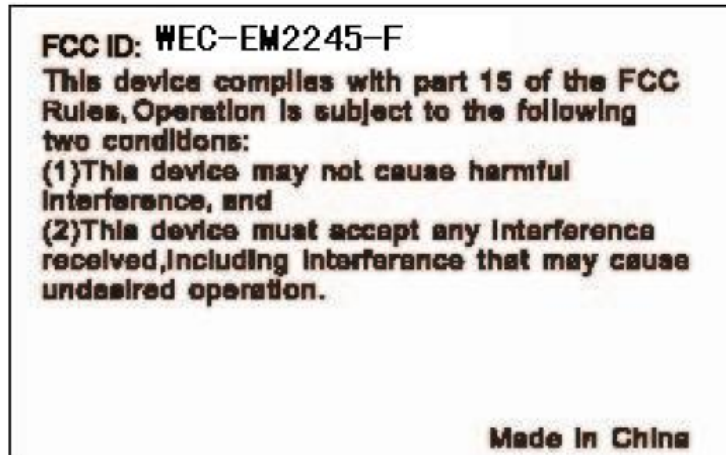 FCC ID: WEC-EM2245-F
This device complies with part 15 of the FCC
Rules, Operation is subject to the following
two conditions:
(1)This device may not cause harmful
interference, and
(2)This device must accept any interference
received,including interference that may cause
undesired operation.
Made in China